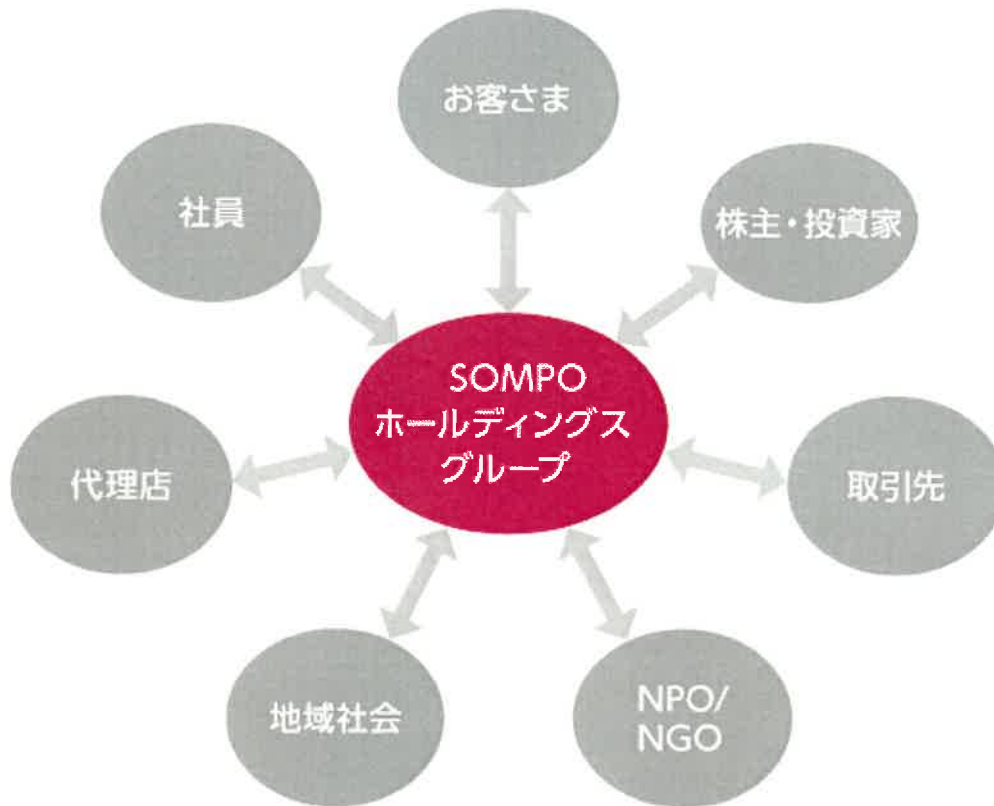 お客さま
社員
株主・投資家
SOMPO
ホールディングス
グループ
代理店
取引先
地域社会
NPO/
NGO